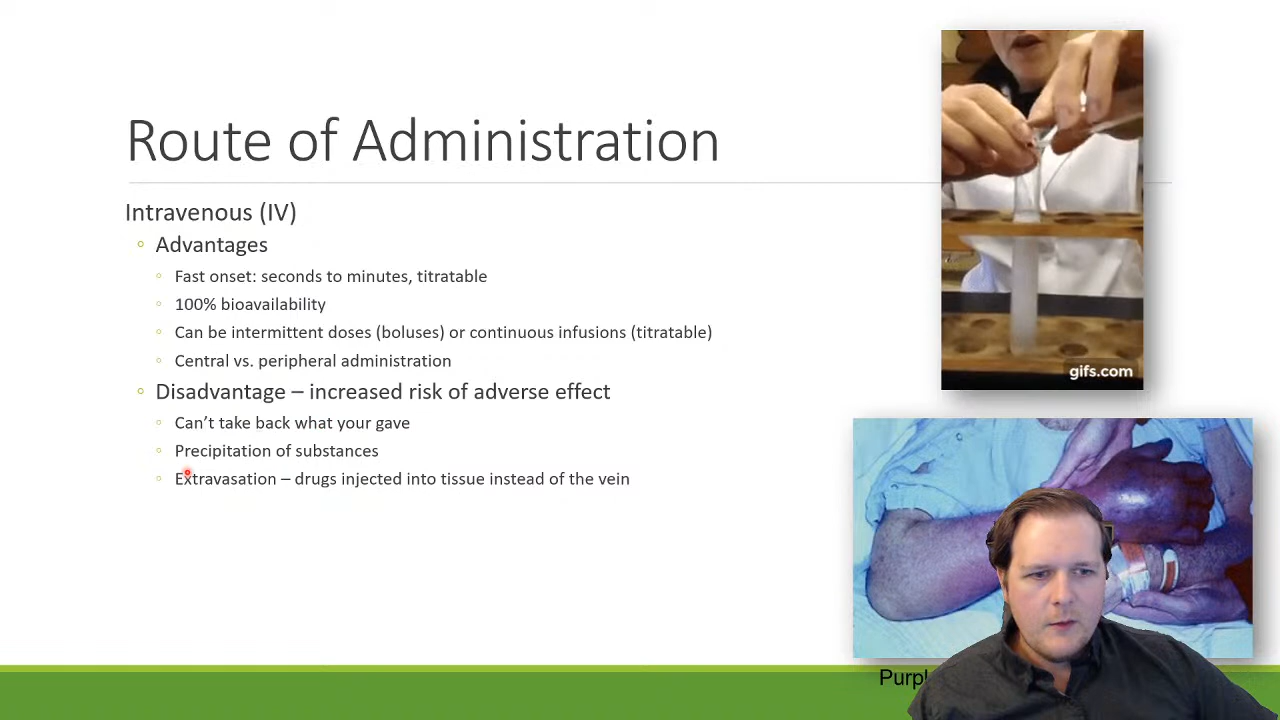 Route of Administration
Intravenous (IV)
Advantages
Fast onset: seconds to minutes, titratable
100% bioavailability
Can be intermittent doses (boluses) or continuous infusions (titratable)
Central vs. peripheral administration
Disadvantage – increased risk of adverse effect
Can’t take back what your gave
Precipitation of substances
Extravasation – drugs injected into tissue instead of the vein
gifs.com